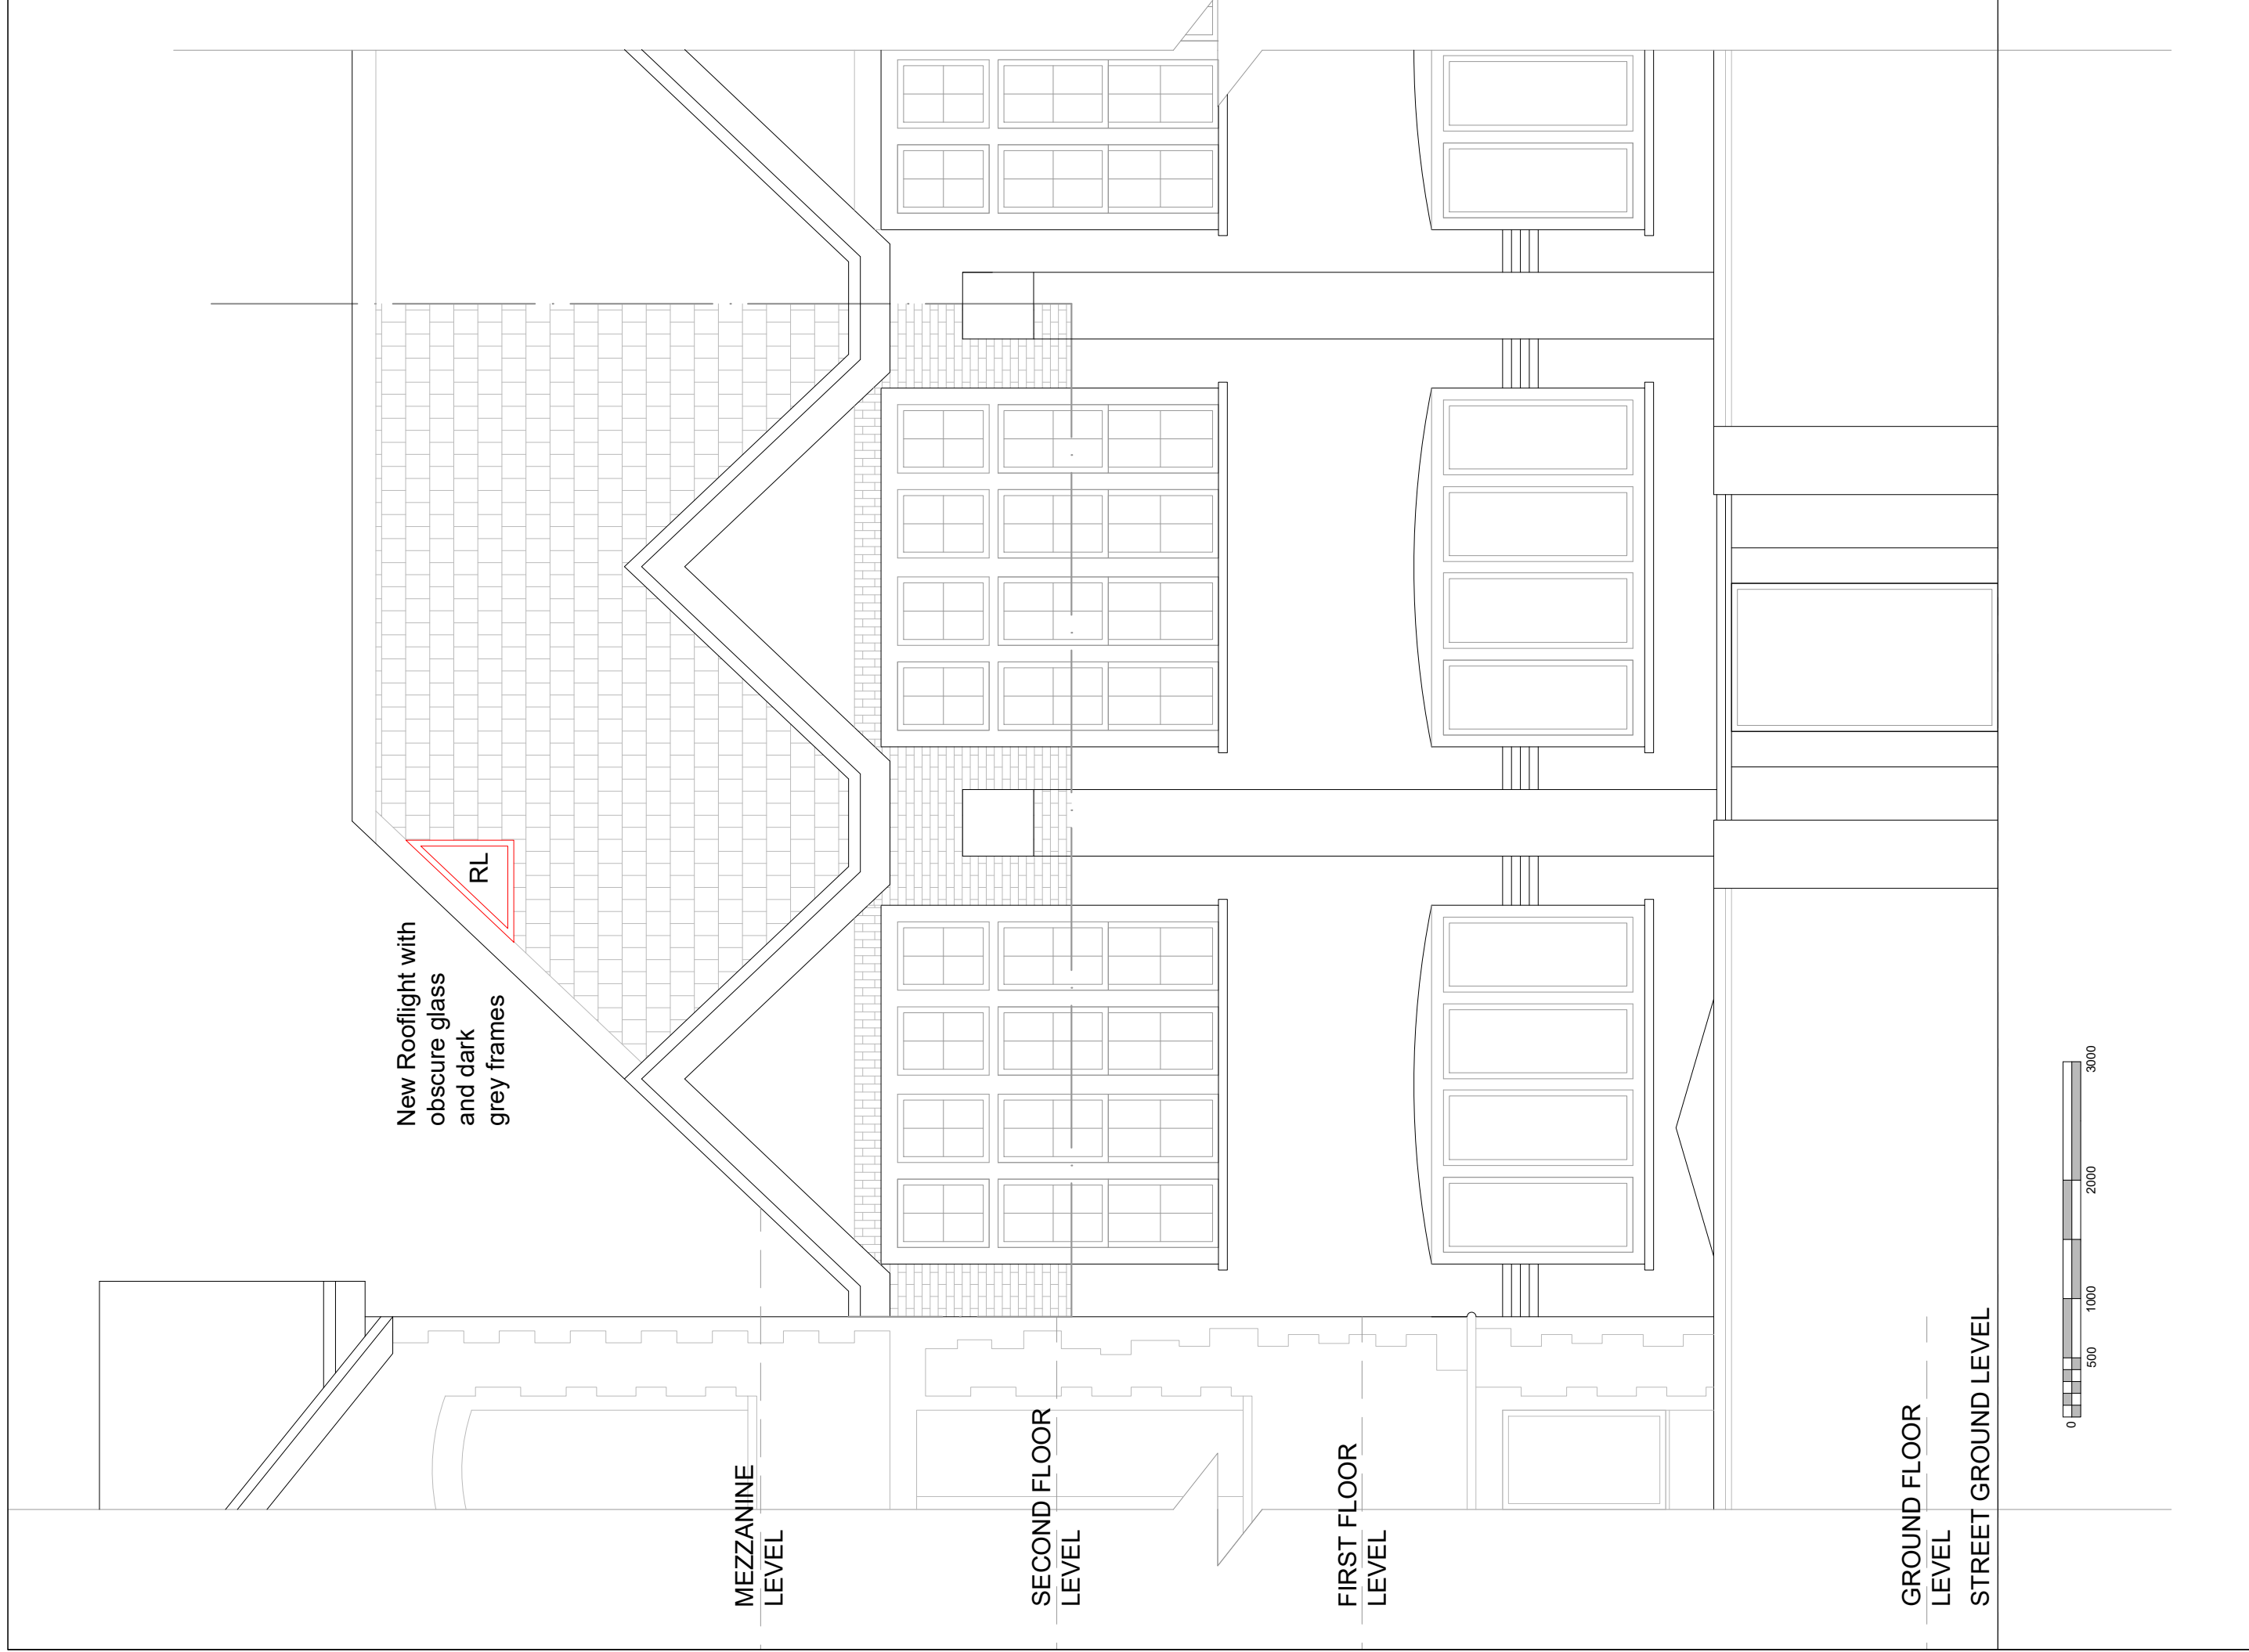 New Rooflight with
obscure glass
and dark
grey frames
RL
MEZZANINE
LEVEL
SECOND FLOOR
LEVEL
FIRST FLOOR
LEVEL
GROUND FLOOR
LEVEL
STREET GROUND LEVEL
0
500
1000
2000
3000